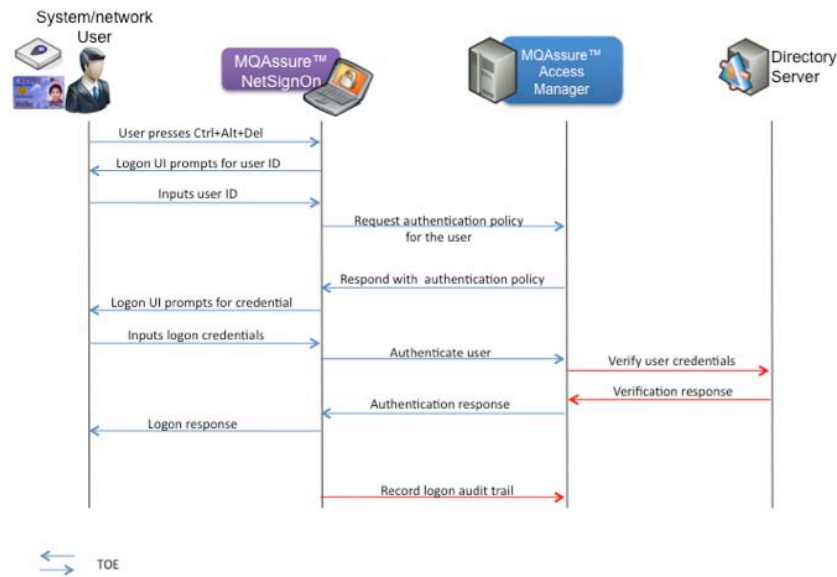 System/network
User
MQAssure™
NetSignOn
MQAssure™
Access
Manager
Directory
Server
User presses Ctrl+Alt+Del
Logon UI prompts for user ID
Inputs user ID
Request authentication policy
for the user
Respond with authentication policy
Logon UI prompts for credential
Inputs logon credentials
Authenticate user
Verify user credentials
Verification response
Authentication response
Logon response
Record logon audit trail
TOE